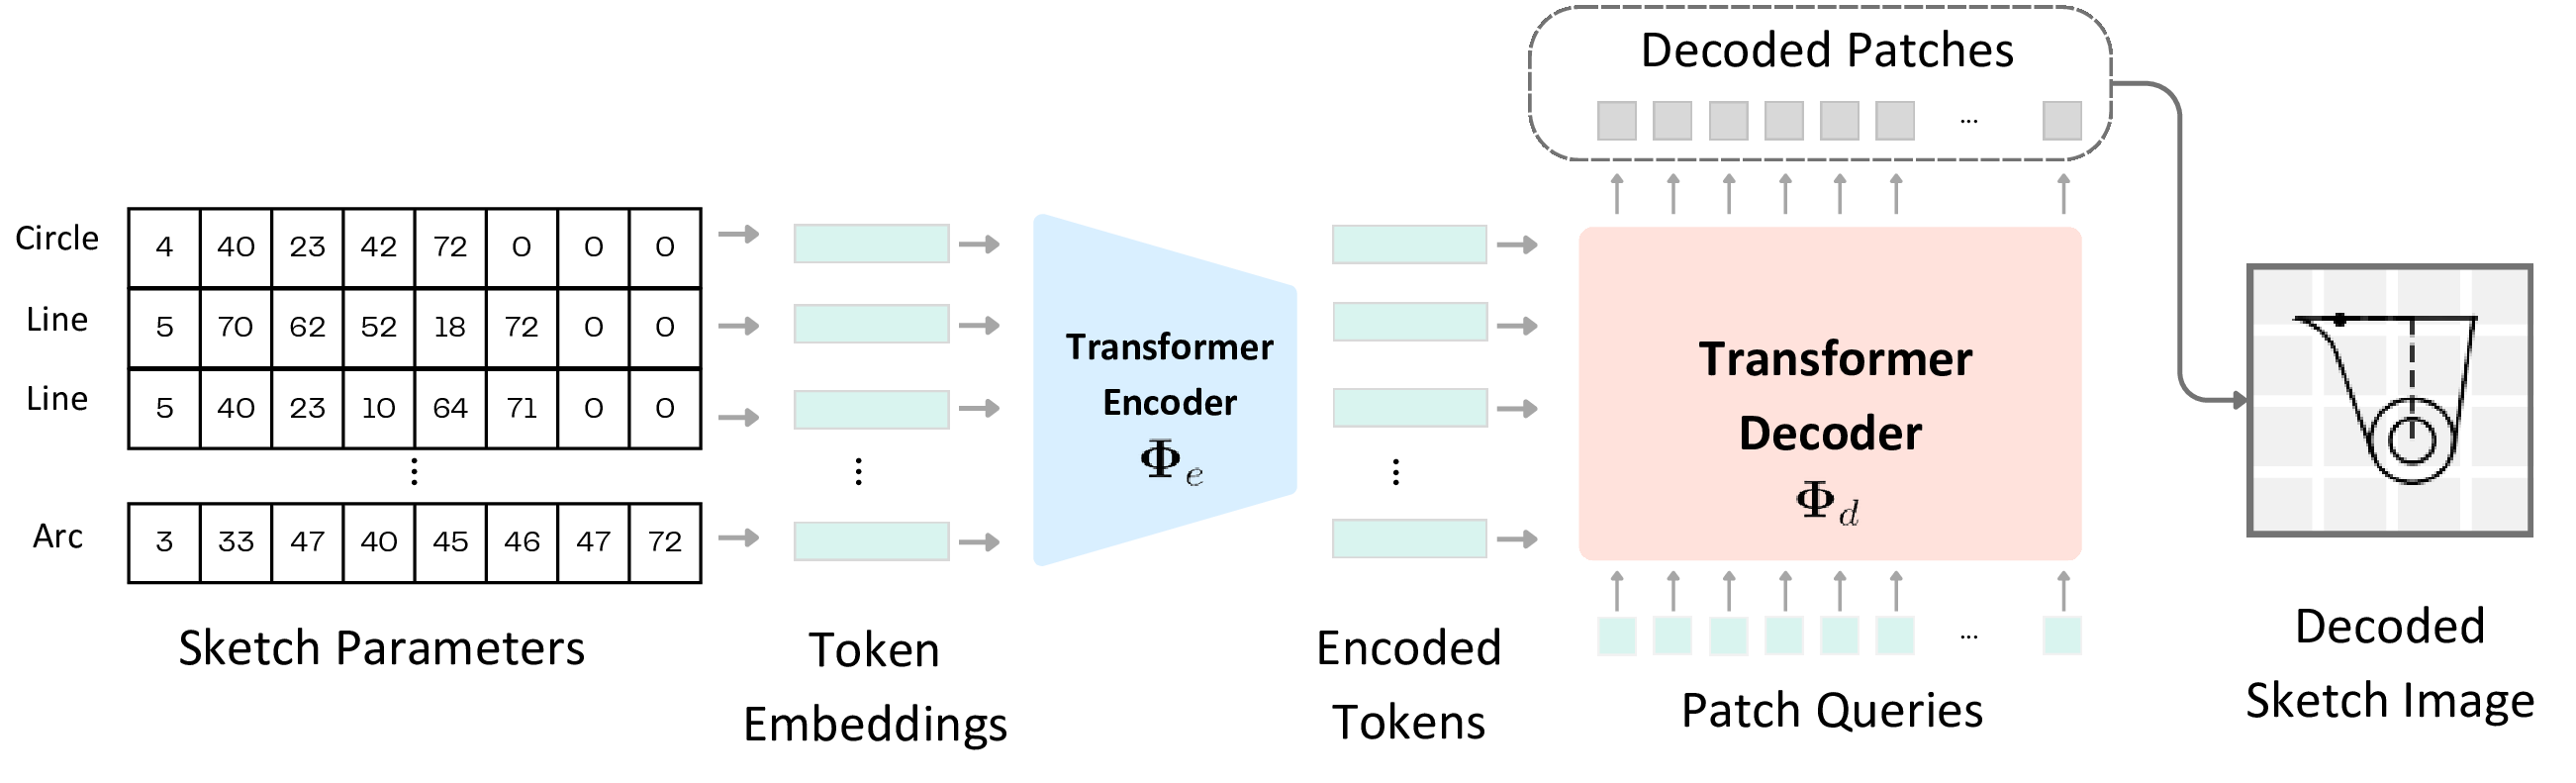 Decoded Patches
...
Circle 4 40 23 42 72 0 0 0
Line 5 70 62 52 18 72 0 0
Line 5 40 23 10 64 71 0 0
Arc 3 33 47 40 45 46 47 72
Transformer
Encoder
Φe
Transformer
Decoder
Φd
...
Sketch Parameters
Token
Embeddings
Encoded
Tokens
Patch Queries
Decoded
Sketch Image